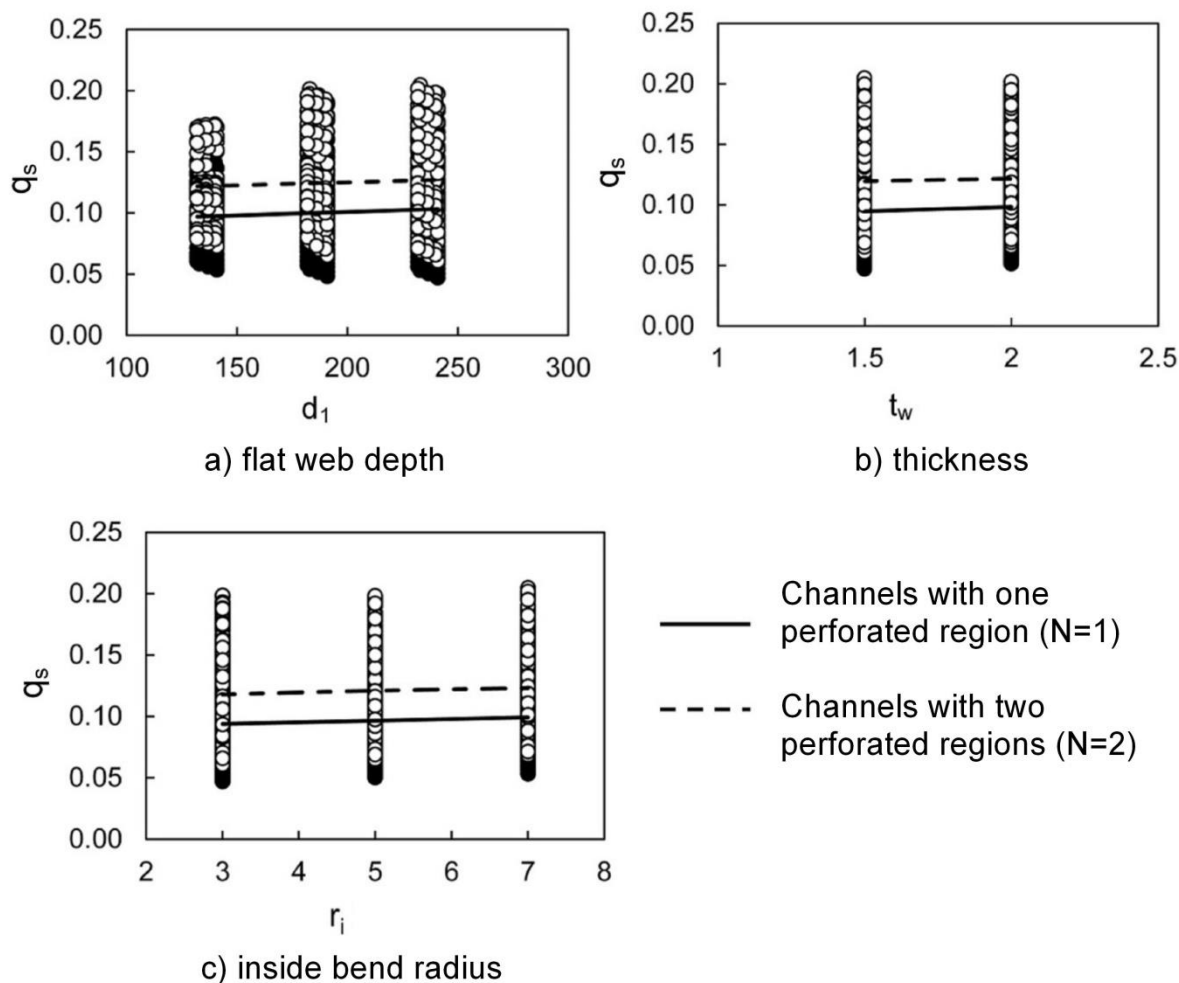 0.25
0.20
0.15
0.10
0.05
0.00
qs
100 150 200 250 300
d1
a) flat web depth
0.25
0.20
0.15
0.10
0.05
0.00
qs
1 1.5 2 2.5
tw
b) thickness
0.25
0.20
0.15
0.10
0.05
0.00
qs
2 3 4 5 6 7 8
ri
c) inside bend radius
Channels with one
perforated region (N=1)
Channels with two
perforated regions (N=2)